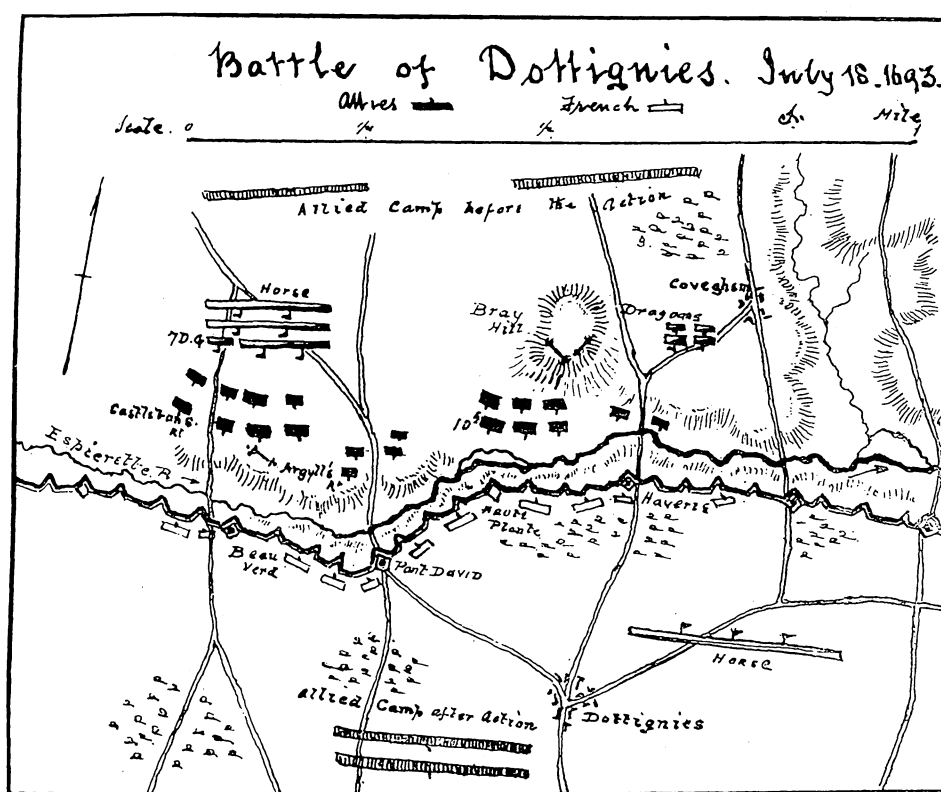 Battle of Dottignies. July 18. 1693.
Allies French
Scale. 0 1/4 1/2 3/4 Mile 1
Allied Camp before the Action
Horse
Coveghem
Bray
Hill
Dragoons
7 D.G
Castletons.
Rt
10th
Espierette R.
Argyll's
Rt
Haute
Plante
Haverie
Beau
Verd
Pont David
HORSE
Allied Camp after Action
Dottignies